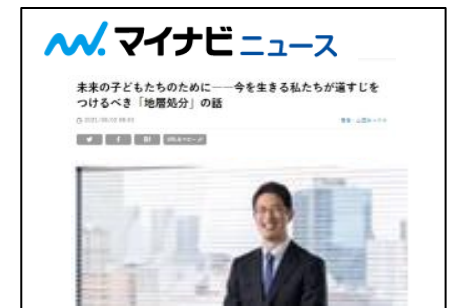 マイナビニュース
未来の子どもたちのために――今を生きる私たちが道すじを
つけるべき「地層処分」の話